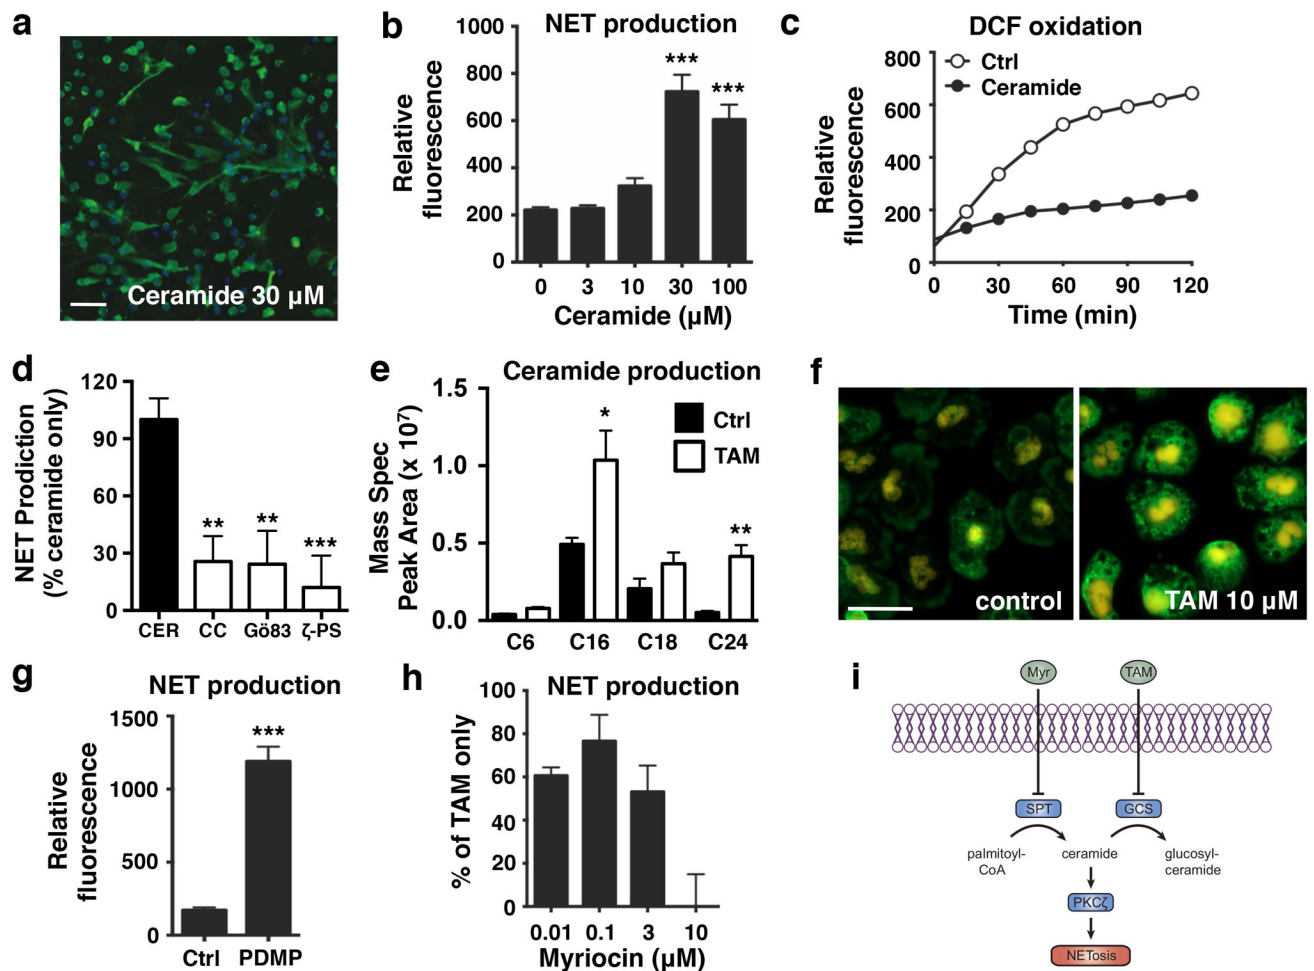 a
Ceramide 30 µM
b
NET production
Relative
fluorescence
1000
800
600
400
200
0
***
***
0 3 10 30 100
Ceramide (µM)
c
DCF oxidation
Ctrl
Ceramide
Relative
fluorescence
800
600
400
200
0
0 30 60 90 120
Time (min)
d
NET Prodiction
(% ceramide only)
120
90
60
30
0
**
**
***
CER CC Gö83 ζ-PS
e
Ceramide production
Mass Spec
Peak Area (x 10⁷)
1.5
1.0
0.5
0.0
*
**
Ctrl
TAM
C6 C16 C18 C24
f
control
TAM 10 µM
g
NET production
Relative
fluorescence
1500
1000
500
0
***
Ctrl PDMP
h
NET production
% of TAM only
100
80
60
40
20
0
0.01 0.1 3 10
Myriocin (µM)
i
Myr TAM
SPT GCS
palmitoyl-
CoA
ceramide
glucosyl-
ceramide
PKCζ
NETosis